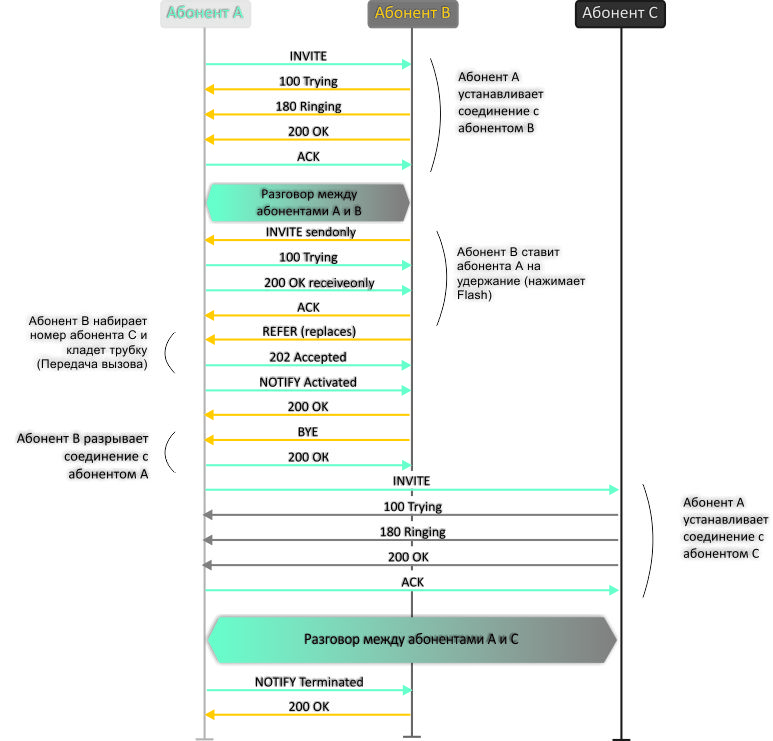 Абонент А
Абонент В
Абонент С
INVITE
100 Trying
180 Ringing
200 OK
ACK
Абонент А
устанавливает
соединение с
абонентом В
Разговор между
абонентами А и В
INVITE sendonly
100 Trying
200 OK receiveonly
ACK
Абонент В ставит
абонента А на
удержание (нажимает
Flash)
REFER (replaces)
202 Accepted
Абонент В набирает
номер абонента С и
кладет трубку
(Передача вызова)
NOTIFY Activated
200 OK
BYE
200 OK
Абонент В разрывает
соединение с
абонентом А
INVITE
100 Trying
180 Ringing
200 OK
ACK
Абонент А
устанавливает
соединение с
абонентом С
Разговор между абонентами А и С
NOTIFY Terminated
200 OK